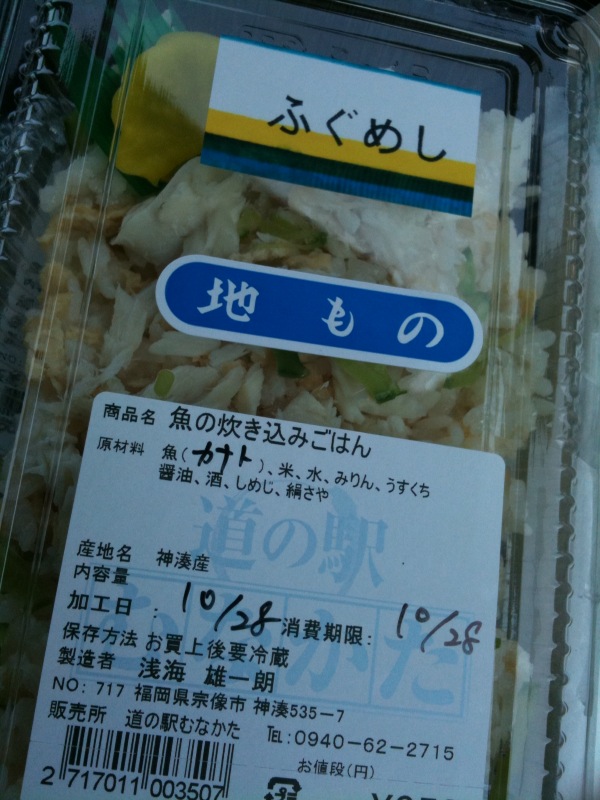 ふぐめし
地もの
商品名 魚の炊き込みごはん
原材料 魚(カナト)、米、水、みりん、うすくち
醤油、酒、しめじ、絹さや
道の駅
むなかた
産地名 神湊産
内容量
加工日 : 10/28 消費期限: 10/28
保存方法 お買上後要冷蔵
製造者 浅海 雄一朗
NO: 717 福岡県宗像市 神湊535-7
販売所 道の駅むなかた TEL:0940-62-2715
お値段(円)
2 717011 003507